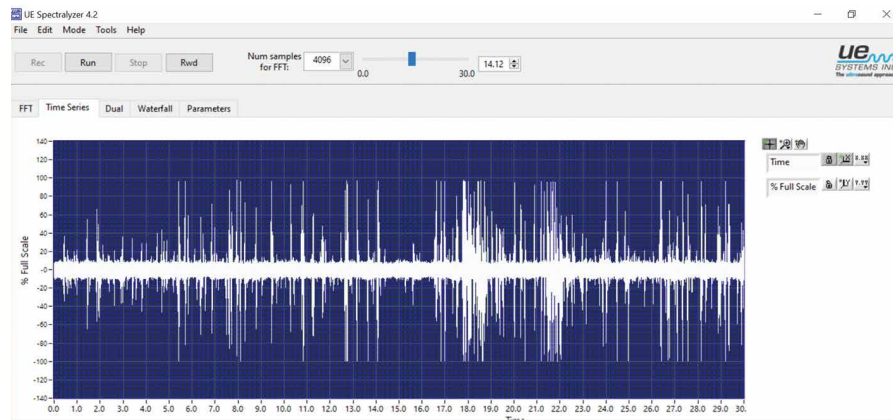 UE Spectralyzer 4.2
File Edit Mode Tools Help
Rec Run Stop Rwd
Num samples for FFT:
4096
0.0 30.0
14.12
ue
SYSTEMS INC
The ultrasound approach
FFT Time Series Dual Waterfall Parameters
% Full Scale
140
120
100
80
60
40
20
-0
-20
-40
-60
-80
-100
-120
-140
0.0 1.0 2.0 3.0 4.0 5.0 6.0 7.0 8.0 9.0 10.0 11.0 12.0 13.0 14.0 15.0 16.0 17.0 18.0 19.0 20.0 21.0 22.0 23.0 24.0 25.0 26.0 27.0 28.0 29.0 30.
Time
Time
% Full Scale